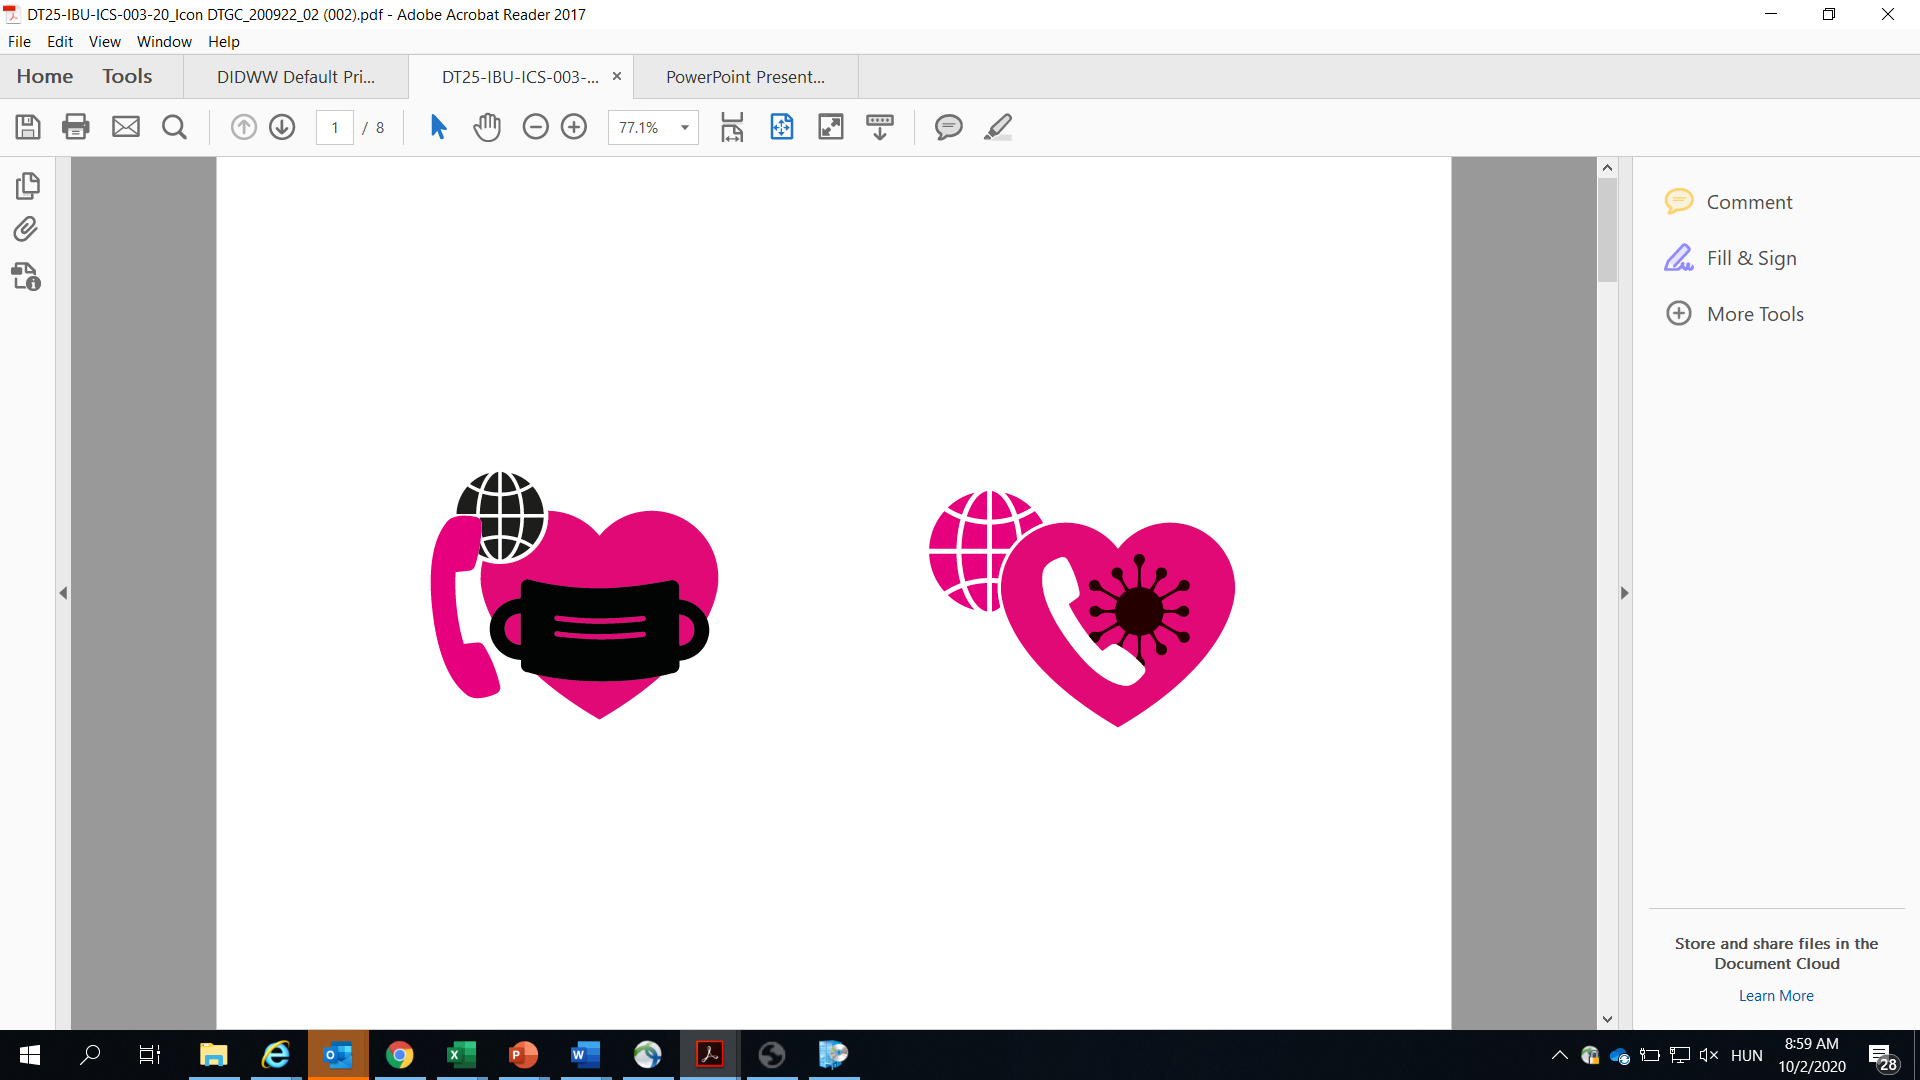 DT25-IBU-ICS-003-20_Icon DTGC_200922_02 (002).pdf - Adobe Acrobat Reader 2017
File Edit View Window Help
Home Tools DIDWW Default Pri... DT25-IBU-ICS-003-... × PowerPoint Present...
1 / 8 77.1%
Comment
Fill & Sign
More Tools
Store and share files in the
Document Cloud
Learn More
HUN
8:59 AM
10/2/2020
28